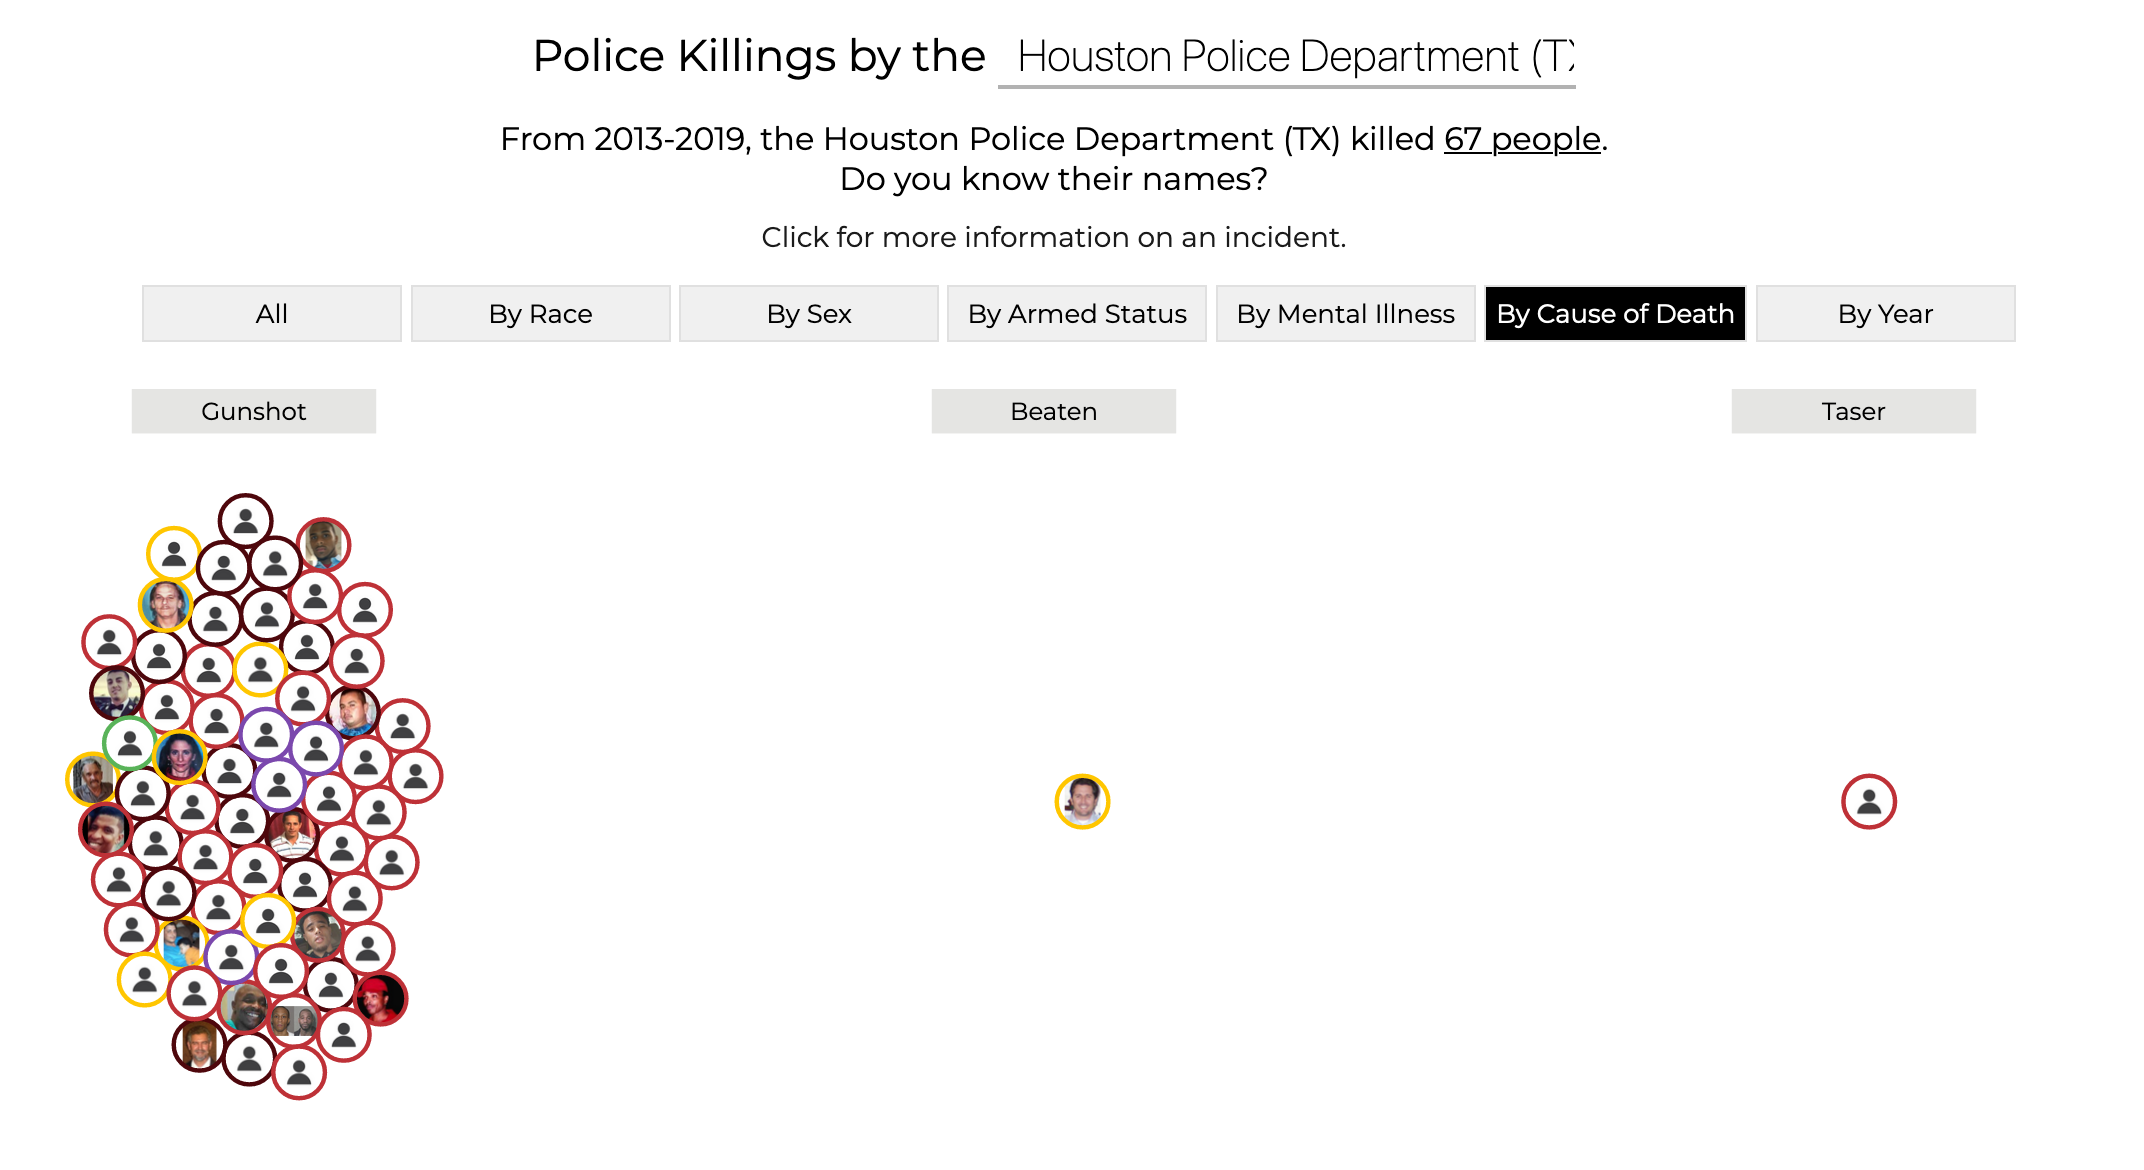 Police Killings by the Houston Police Department (TX
From 2013-2019, the Houston Police Department (TX) killed 67 people.
Do you know their names?
Click for more information on an incident.
All
By Race
By Sex
By Armed Status
By Mental Illness
By Cause of Death
By Year
Gunshot
Beaten
Taser